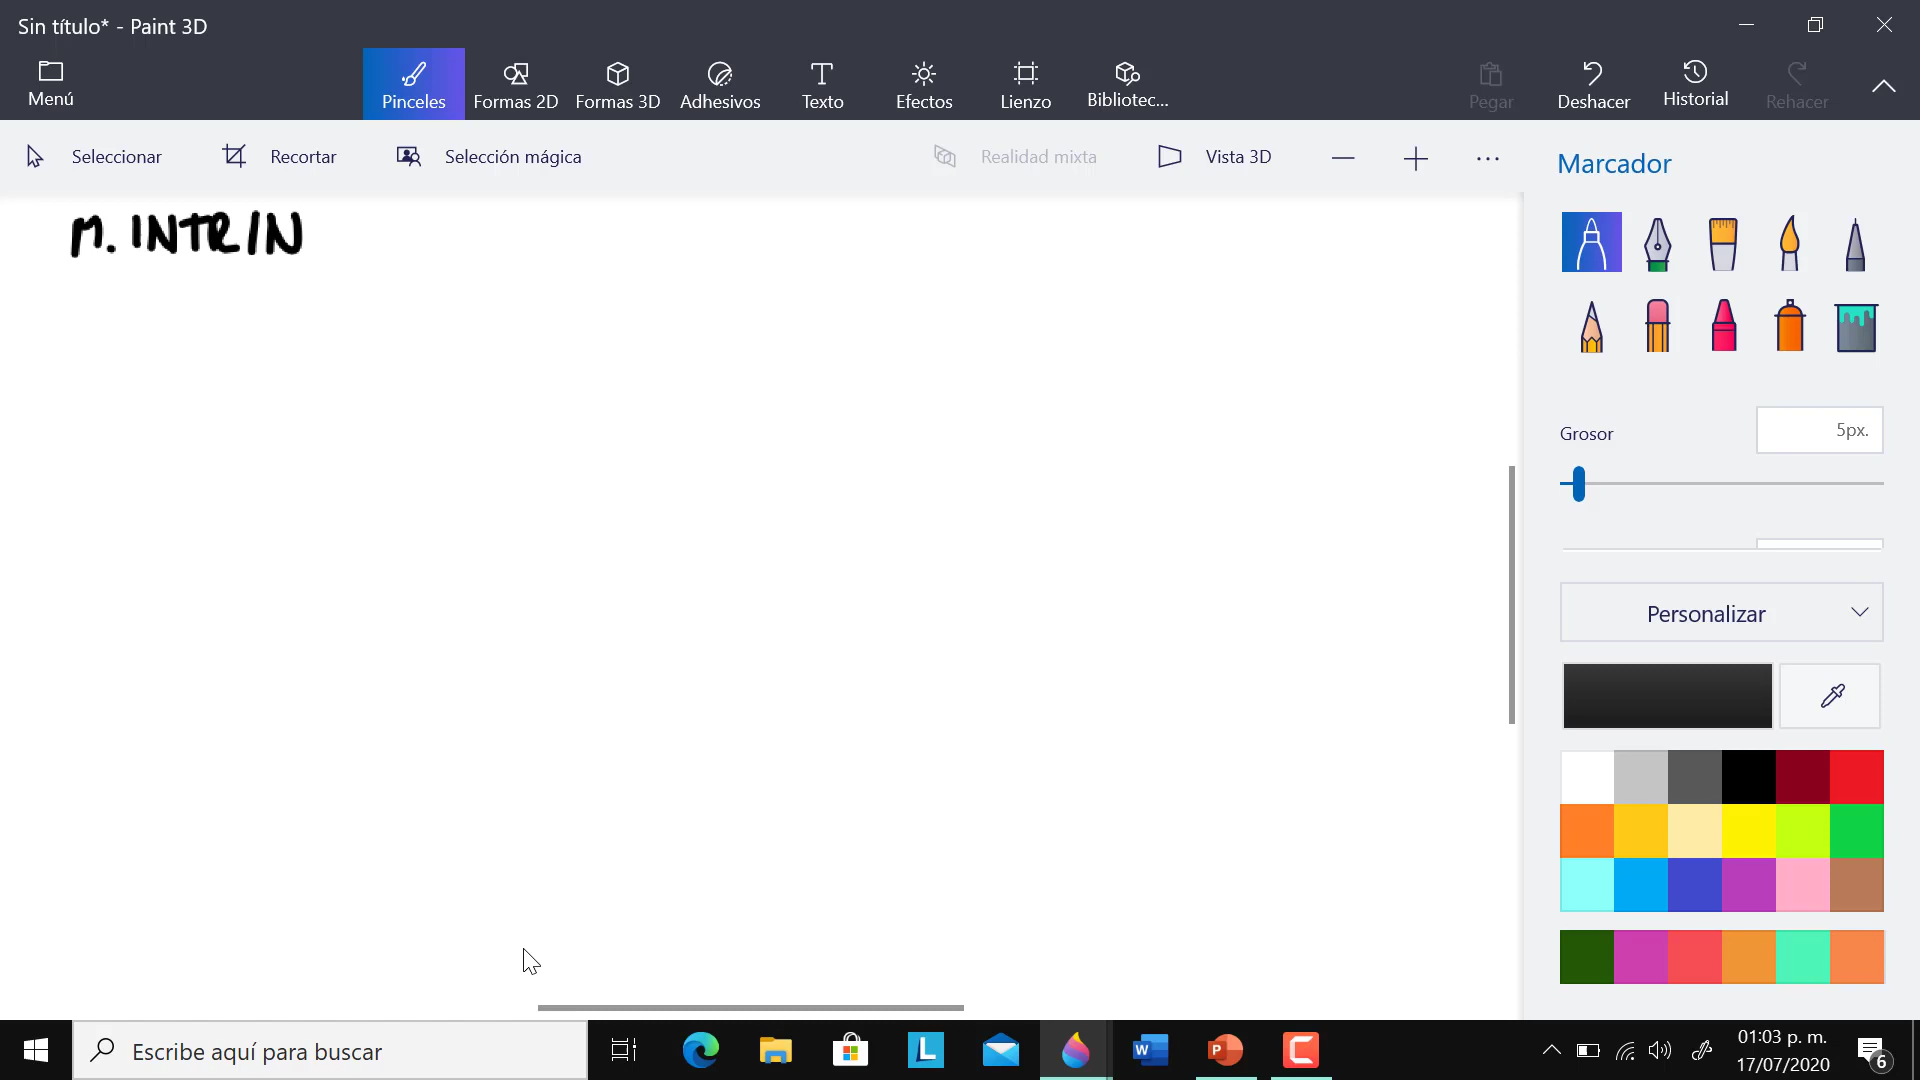 Sin título* - Paint 3D
Menú
Pinceles
Formas 2D
Formas 3D
Adhesivos
Texto
Efectos
Lienzo
Bibliotec...
Pegar
Deshacer
Historial
Rehacer
Seleccionar
Recortar
Selección mágica
Realidad mixta
Vista 3D
Marcador
M. INTRIN
Grosor
5px.
Personalizar
Escribe aquí para buscar
01:03 p. m.
17/07/2020
6